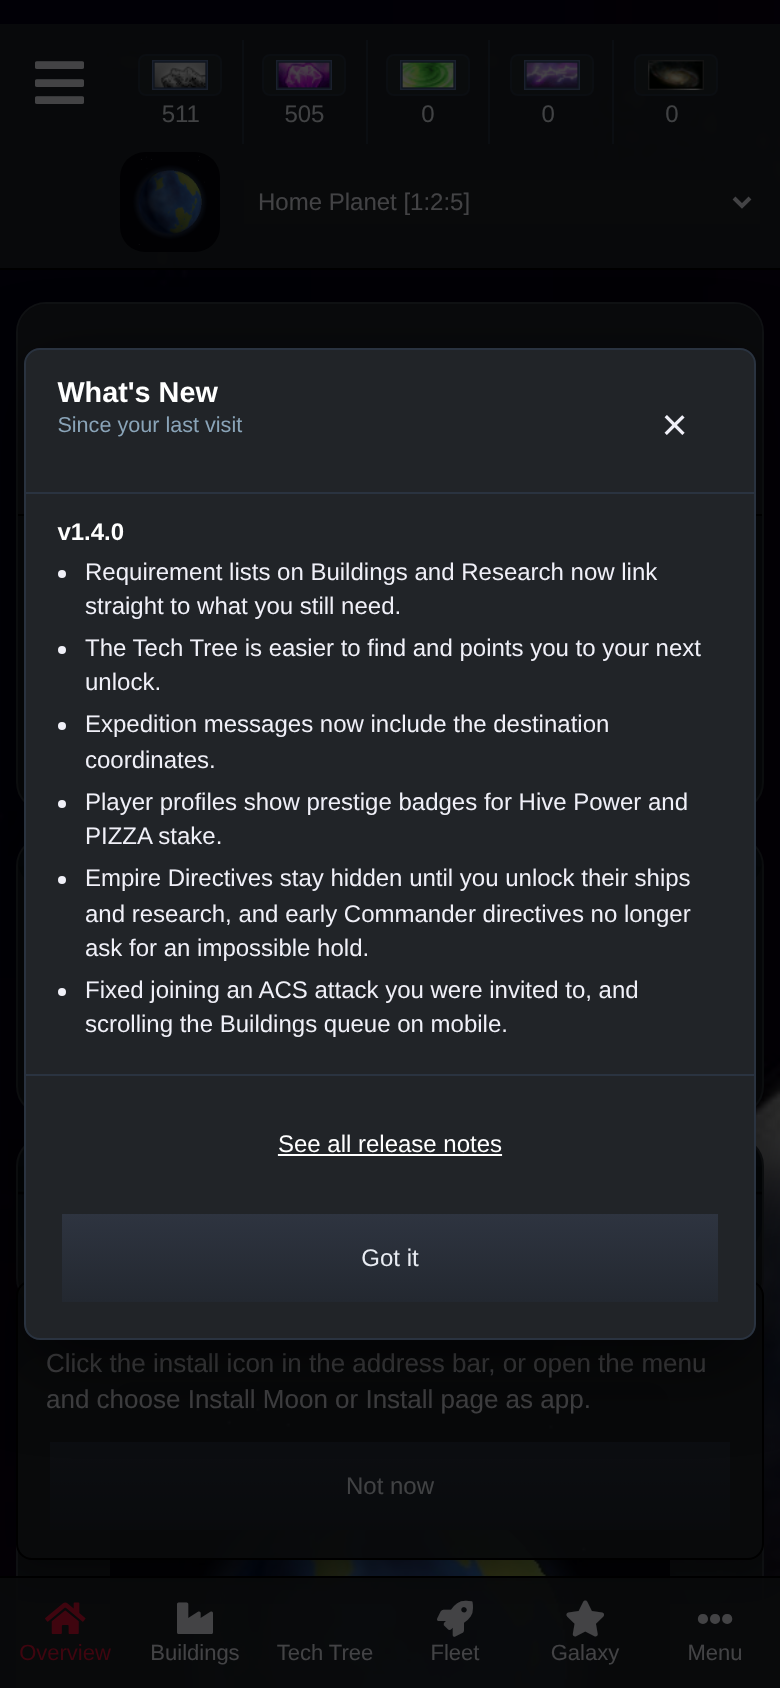 511 505 0 0 0
Home Planet [1:2:5]
What's New
Since your last visit
v1.4.0
• Requirement lists on Buildings and Research now link
straight to what you still need.
• The Tech Tree is easier to find and points you to your next
unlock.
• Expedition messages now include the destination
coordinates.
• Player profiles show prestige badges for Hive Power and
PIZZA stake.
• Empire Directives stay hidden until you unlock their ships
and research, and early Commander directives no longer
ask for an impossible hold.
• Fixed joining an ACS attack you were invited to, and
scrolling the Buildings queue on mobile.
See all release notes
Got it
Click the install icon in the address bar, or open the menu
and choose Install Moon or Install page as app.
Not now
Overview Buildings Tech Tree Fleet Galaxy Menu